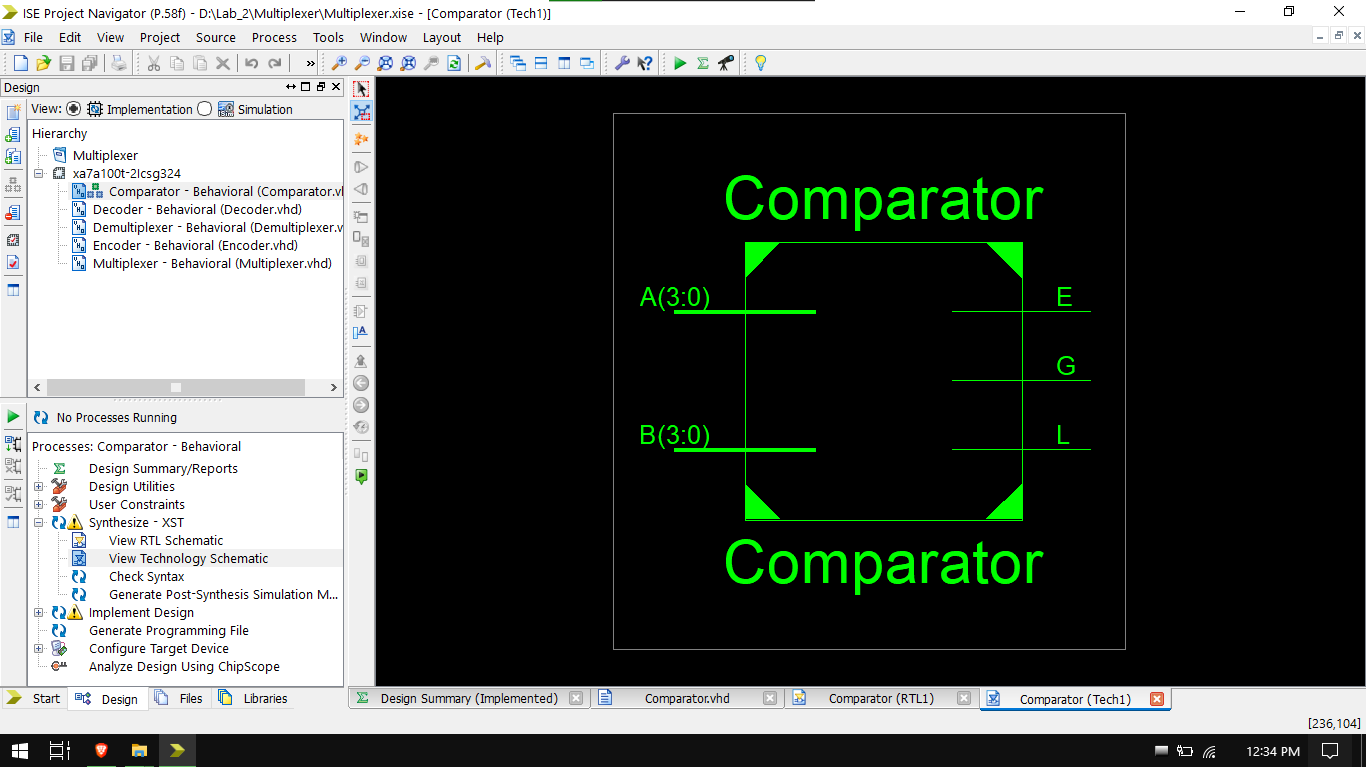 ISE Project Navigator (P.58f) - D:\Lab_2\Multiplexer\Multiplexer.xise - [Comparator (Tech1)]
File Edit View Project Source Process Tools Window Layout Help
Design
View: Implementation Simulation
Hierarchy
Multiplexer
xa7a100t-2Icsg324
Comparator - Behavioral (Comparator.vh
Decoder - Behavioral (Decoder.vhd)
Demultiplexer - Behavioral (Demultiplexer.v
Encoder - Behavioral (Encoder.vhd)
Multiplexer - Behavioral (Multiplexer.vhd)
No Processes Running
Processes: Comparator - Behavioral
Design Summary/Reports
Design Utilities
User Constraints
Synthesize - XST
View RTL Schematic
View Technology Schematic
Check Syntax
Generate Post-Synthesis Simulation M...
Implement Design
Generate Programming File
Configure Target Device
Analyze Design Using ChipScope
Start Design Files Libraries
Comparator
A(3:0) E
G
B(3:0) L
Comparator
Design Summary (Implemented) Comparator.vhd Comparator (RTL1) Comparator (Tech1)
[236,104]
12:34 PM